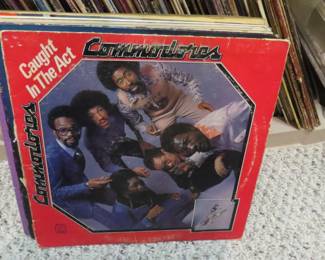 Caught
In The Act
Commodores
Commodores